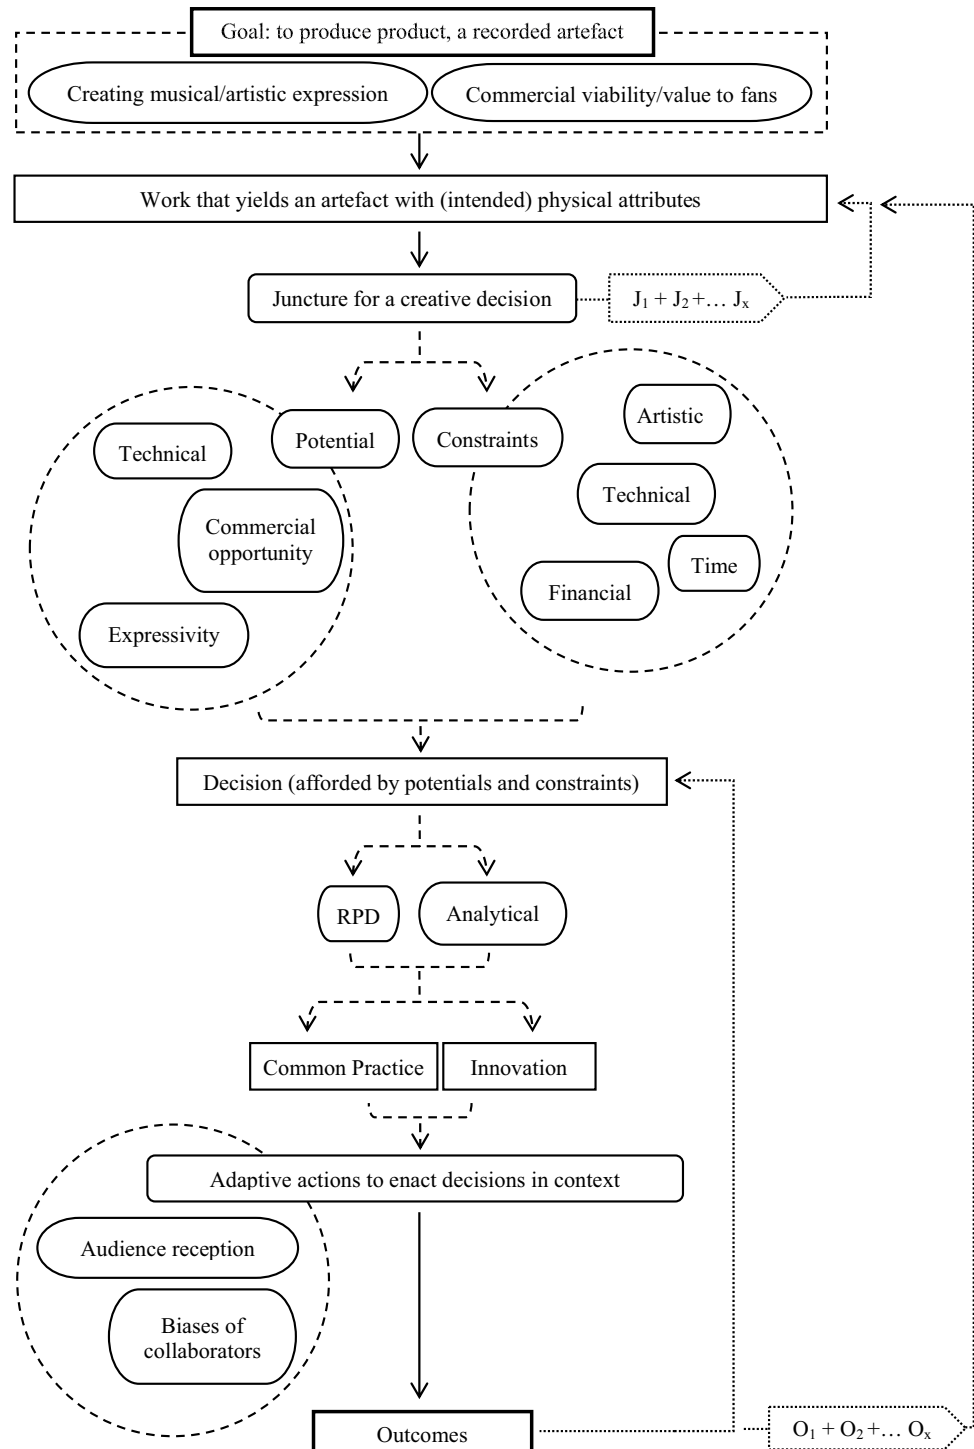 Goal: to produce product, a recorded artefact
Creating musical/artistic expression
Commercial viability/value to fans
Work that yields an artefact with (intended) physical attributes
Juncture for a creative decision
J₁ + J₂ +… Jₓ
Potential
Constraints
Technical
Commercial
opportunity
Expressivity
Artistic
Technical
Time
Financial
Decision (afforded by potentials and constraints)
RPD
Analytical
Common Practice
Innovation
Adaptive actions to enact decisions in context
Audience reception
Biases of
collaborators
Outcomes
O₁ + O₂ +… Oₓ